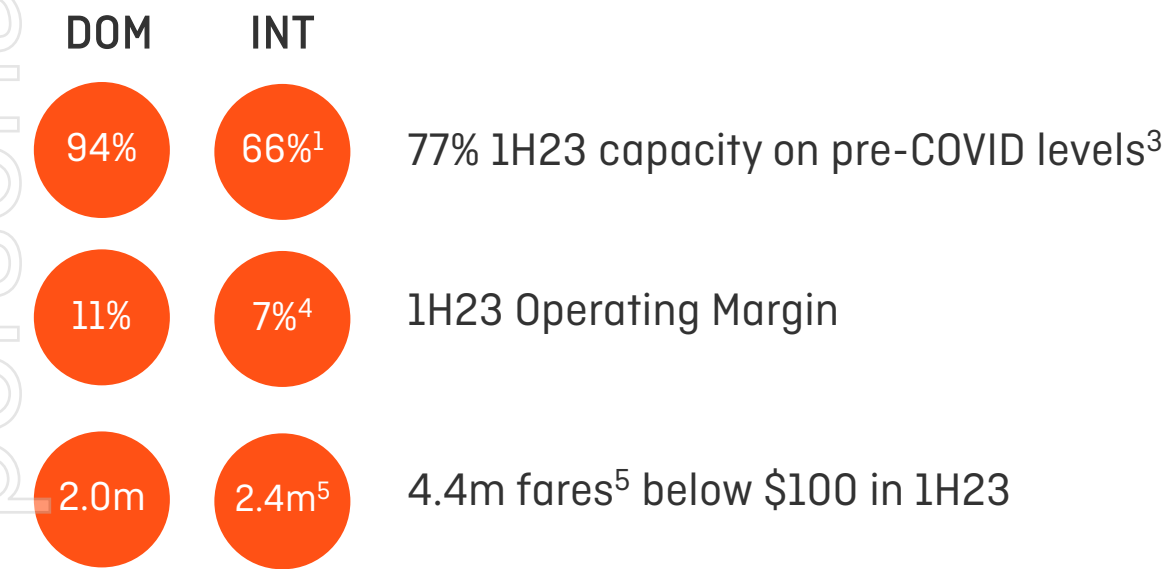 DOM INT
94% 66%¹ 77% 1H23 capacity on pre-COVID levels³
11% 7%⁴ 1H23 Operating Margin
2.0m 2.4m⁵ 4.4m fares⁵ below $100 in 1H23